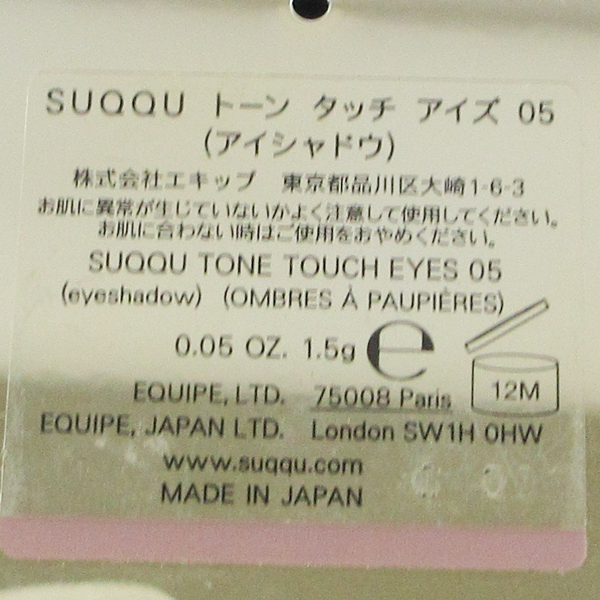 SUQQU トーン タッチ アイズ 05
(アイシャドウ)
株式会社エキップ 東京都品川区大崎1-6-3
お肌に異常が生じていないかよく注意して使用してください。
お肌に合わない時はご使用をおやめください。
SUQQU TONE TOUCH EYES 05
(eyeshadow) (OMBRES À PAUPIÈRES)
0.05 OZ. 1.5g e
12M
EQUIPE, LTD. 75008 Paris
EQUIPE, JAPAN LTD. London SW1H 0HW
www.suqqu.com
MADE IN JAPAN